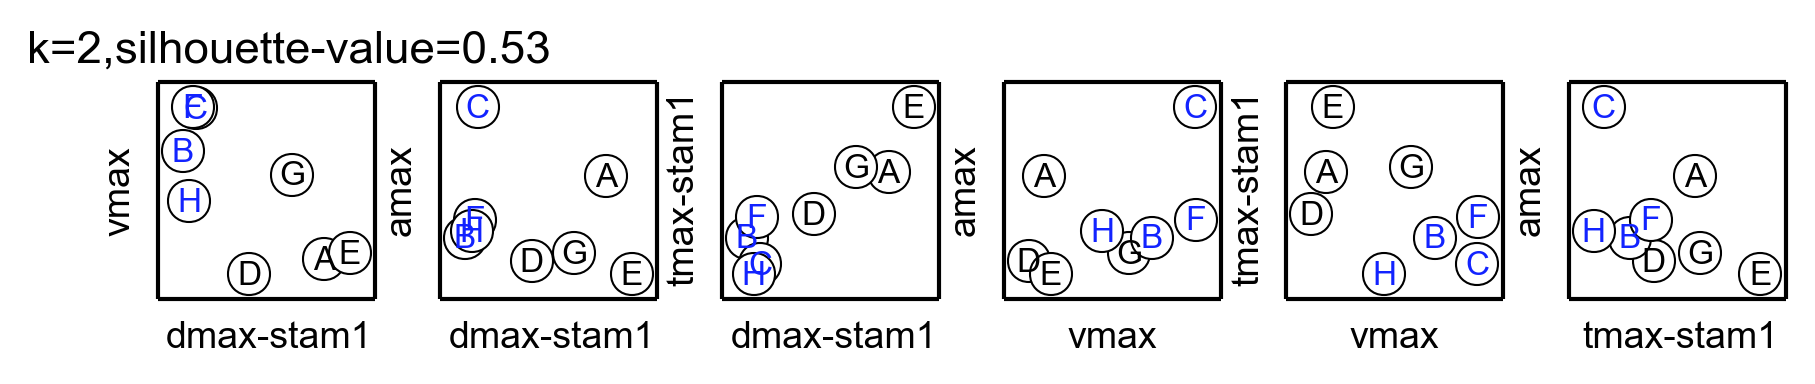 k=2,silhouette-value=0.53
vmax
F C
B
G
H
A E
D
dmax-stam1
amax
C
A
F
H
B
D G
E
dmax-stam1
tmax-stam1
E
G A
D
F
B
C
H
dmax-stam1
amax
C
A
F
H B
G
D
E
vmax
tmax-stam1
E
A G
D F
B
C
H
vmax
amax
C
A
F
H B
G
D
E
tmax-stam1